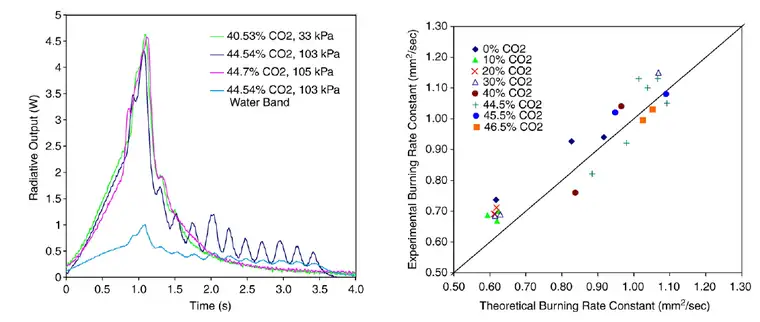 5
4.5
4
3.5
3
2.5
2
1.5
1
0.5
0
Radiative Output (W)
40.53% CO2, 33 kPa
44.54% CO2, 103 kPa
44.7% CO2, 105 kPa
44.54% CO2, 103 kPa
Water Band
0 0.5 1.0 1.5 2.0 2.5 3.0 3.5 4.0
Time (s)
1.30
1.20
1.10
1.00
0.90
0.80
0.70
0.60
0.50
Experimental Burning Rate Constant (mm²/sec)
0% CO2
10% CO2
20% CO2
30% CO2
40% CO2
44.5% CO2
45.5% CO2
46.5% CO2
0.50 0.60 0.70 0.80 0.90 1.00 1.10 1.20 1.30
Theoretical Burning Rate Constant (mm²/sec)